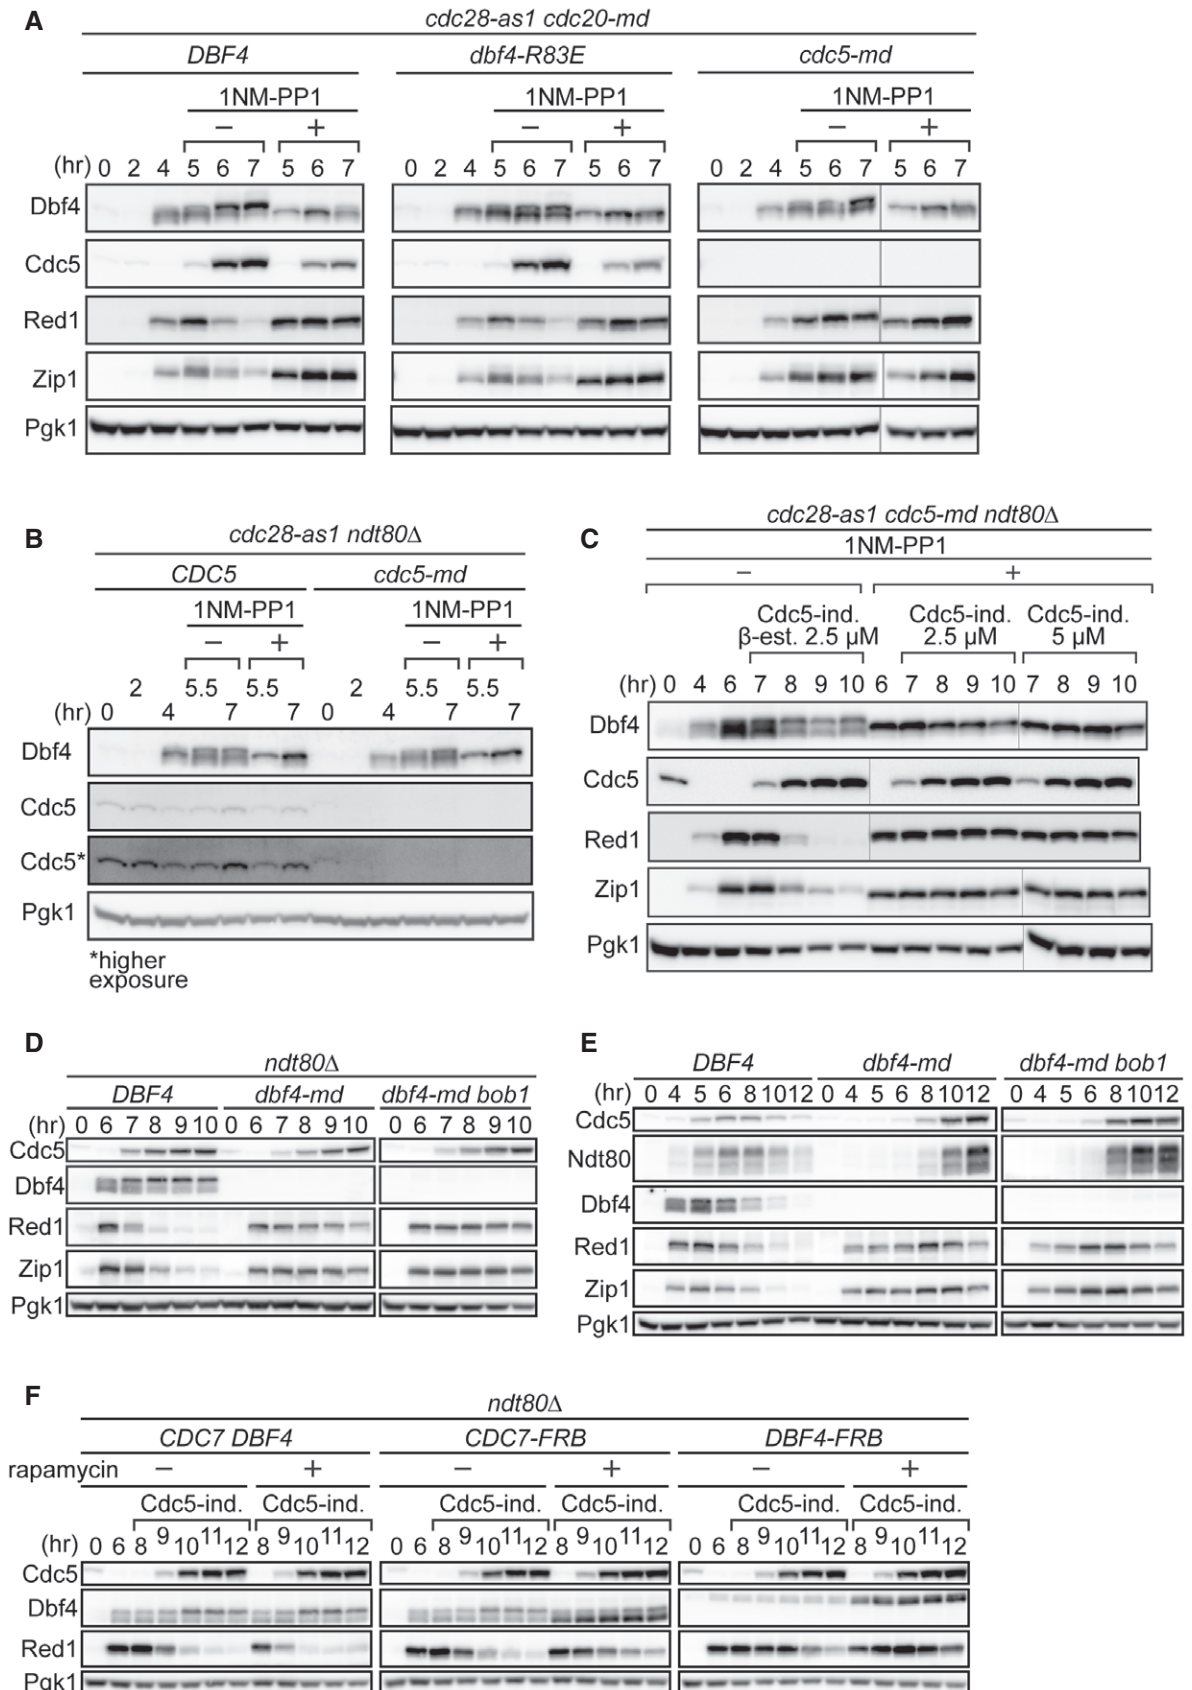 A
cdc28-as1 cdc20-md
DBF4 dbf4-R83E cdc5-md
1NM-PP1 1NM-PP1 1NM-PP1
− + − + − +
(hr) 0 2 4 5 6 7 5 6 7 0 2 4 5 6 7 5 6 7 0 2 4 5 6 7 5 6 7
Dbf4
Cdc5
Red1
Zip1
Pgk1
B
cdc28-as1 ndt80Δ
CDC5 cdc5-md
1NM-PP1 1NM-PP1
− + − +
2 5.5 5.5 2 5.5 5.5
(hr) 0 4 7 7 0 4 7 7
Dbf4
Cdc5
Cdc5*
Pgk1
*higher
exposure
C
cdc28-as1 cdc5-md ndt80Δ
1NM-PP1
− +
Cdc5-ind. Cdc5-ind. Cdc5-ind.
β-est. 2.5 μM 2.5 μM 5 μM
(hr) 0 4 6 7 8 9 10 6 7 8 9 10 7 8 9 10
Dbf4
Cdc5
Red1
Zip1
Pgk1
D
ndt80Δ
DBF4 dbf4-md dbf4-md bob1
(hr) 0 6 7 8 9 10 0 6 7 8 9 10 0 6 7 8 9 10
Cdc5
Dbf4
Red1
Zip1
Pgk1
E
DBF4 dbf4-md dbf4-md bob1
(hr) 0 4 5 6 8 10 12 0 4 5 6 8 10 12 0 4 5 6 8 10 12
Cdc5
Ndt80
Dbf4
Red1
Zip1
Pgk1
F
ndt80Δ
CDC7 DBF4 CDC7-FRB DBF4-FRB
rapamycin − + − + − +
Cdc5-ind. Cdc5-ind. Cdc5-ind. Cdc5-ind. Cdc5-ind. Cdc5-ind.
(hr) 0 6 8 9 10 11 12 8 9 10 11 12 0 6 8 9 10 11 12 8 9 10 11 12 0 6 8 9 10 11 12 8 9 10 11 12
Cdc5
Dbf4
Red1
Pgk1